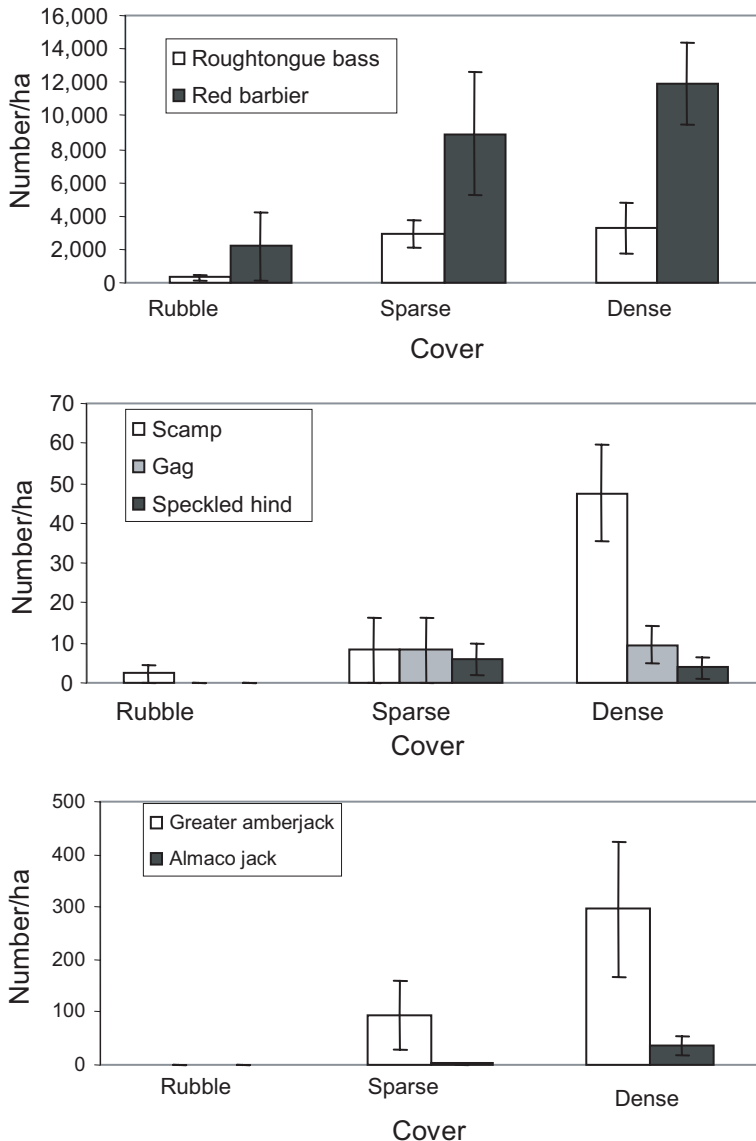 16,000
14,000
12,000
10,000
8,000
6,000
4,000
2,000
0
Number/ha
Roughtongue bass
Red barbier
Rubble Sparse Dense
Cover
70
60
50
40
30
20
10
0
Number/ha
Scamp
Gag
Speckled hind
Rubble Sparse Dense
Cover
500
400
300
200
100
0
Number/ha
Greater amberjack
Almaco jack
Rubble Sparse Dense
Cover